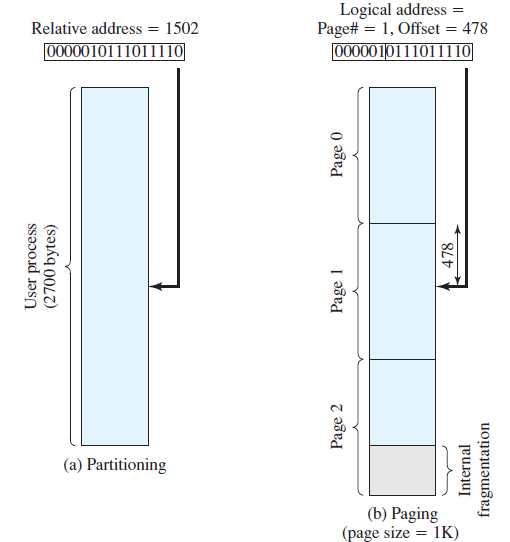 Relative address = 1502
0000010111011110
User process
(2700 bytes)
(a) Partitioning
Logical address =
Page# = 1, Offset = 478
0000010111011110
Page 0
478
Page 1
Page 2
Internal
fragmentation
(b) Paging
(page size = 1K)